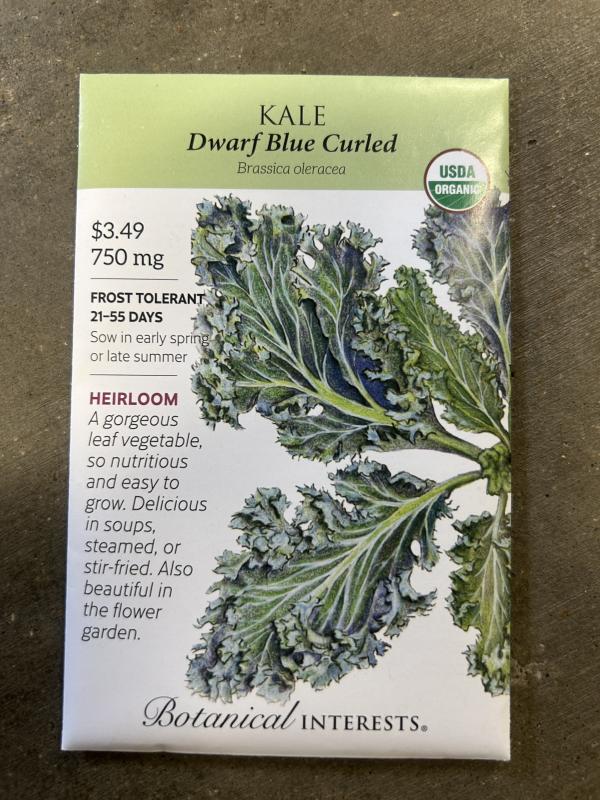 KALE
Dwarf Blue Curled
Brassica oleracea
USDA
ORGANIC
$3.49
750 mg
FROST TOLERANT
21–55 DAYS
Sow in early spring
or late summer
HEIRLOOM
A gorgeous
leaf vegetable,
so nutritious
and easy to
grow. Delicious
in soups,
steamed, or
stir-fried. Also
beautiful in
the flower
garden.
Botanical INTERESTS®